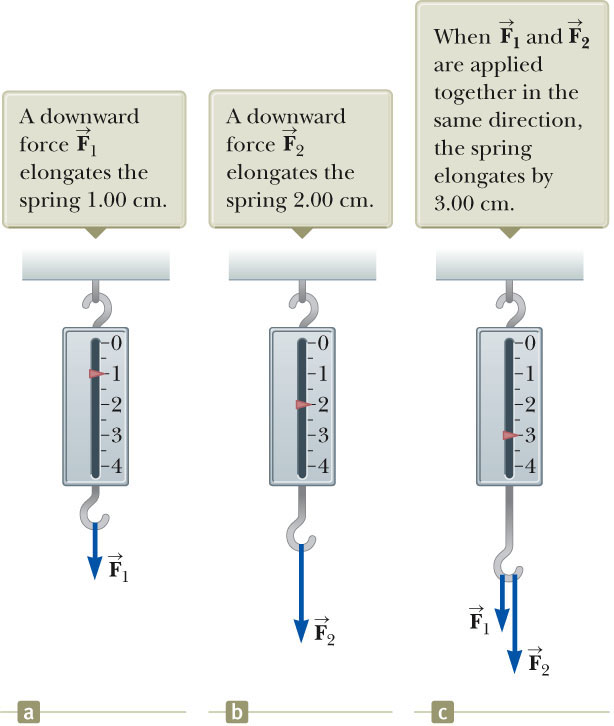 A downward
force F⃗₁
elongates the
spring 1.00 cm.
A downward
force F⃗₂
elongates the
spring 2.00 cm.
When F⃗₁ and F⃗₂
are applied
together in the
same direction,
the spring
elongates by
3.00 cm.
0
1
2
3
4
F⃗₁
0
1
2
3
4
F⃗₂
0
1
2
3
4
F⃗₁
F⃗₂
a
b
c